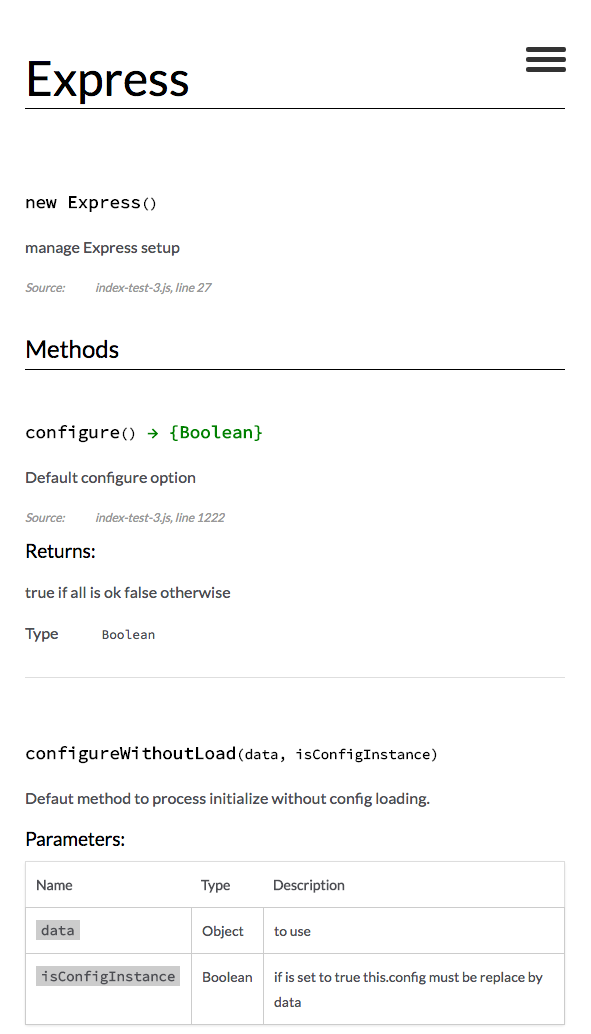 Express
new Express()
manage Express setup
Source: index-test-3.js, line 27
Methods
configure() → {Boolean}
Default configure option
Source: index-test-3.js, line 1222
Returns:
true if all is ok false otherwise
Type Boolean
configureWithoutLoad(data, isConfigInstance)
Defaut method to process initialize without config loading.
Parameters:
Name Type Description
data Object to use
isConfigInstance Boolean if is set to true this.config must be replace by
data